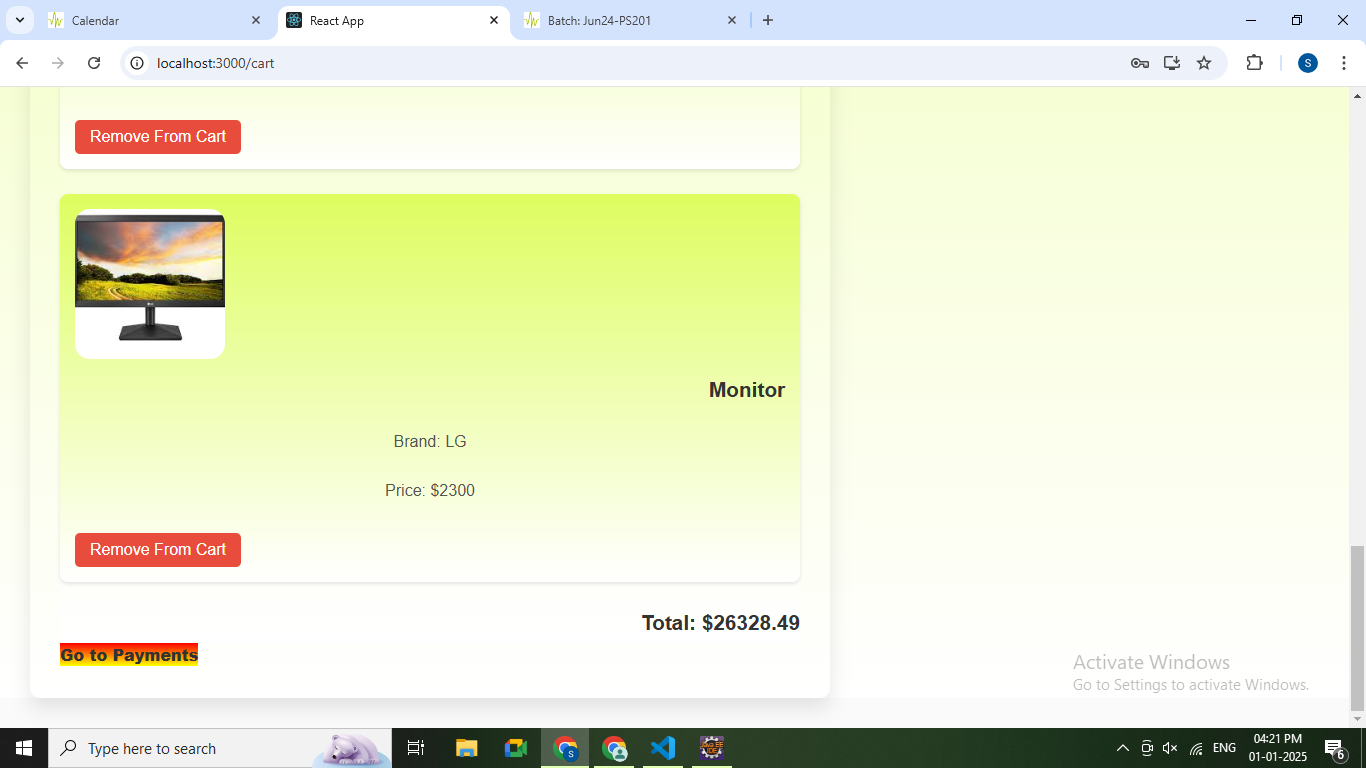 Calendar
React App
Batch: Jun24-PS201
localhost:3000/cart
S
Remove From Cart
Monitor
Brand: LG
Price: $2300
Remove From Cart
Total: $26328.49
Go to Payments
Activate Windows
Go to Settings to activate Windows.
Type here to search
S
ENG
04:21 PM
01-01-2025
6